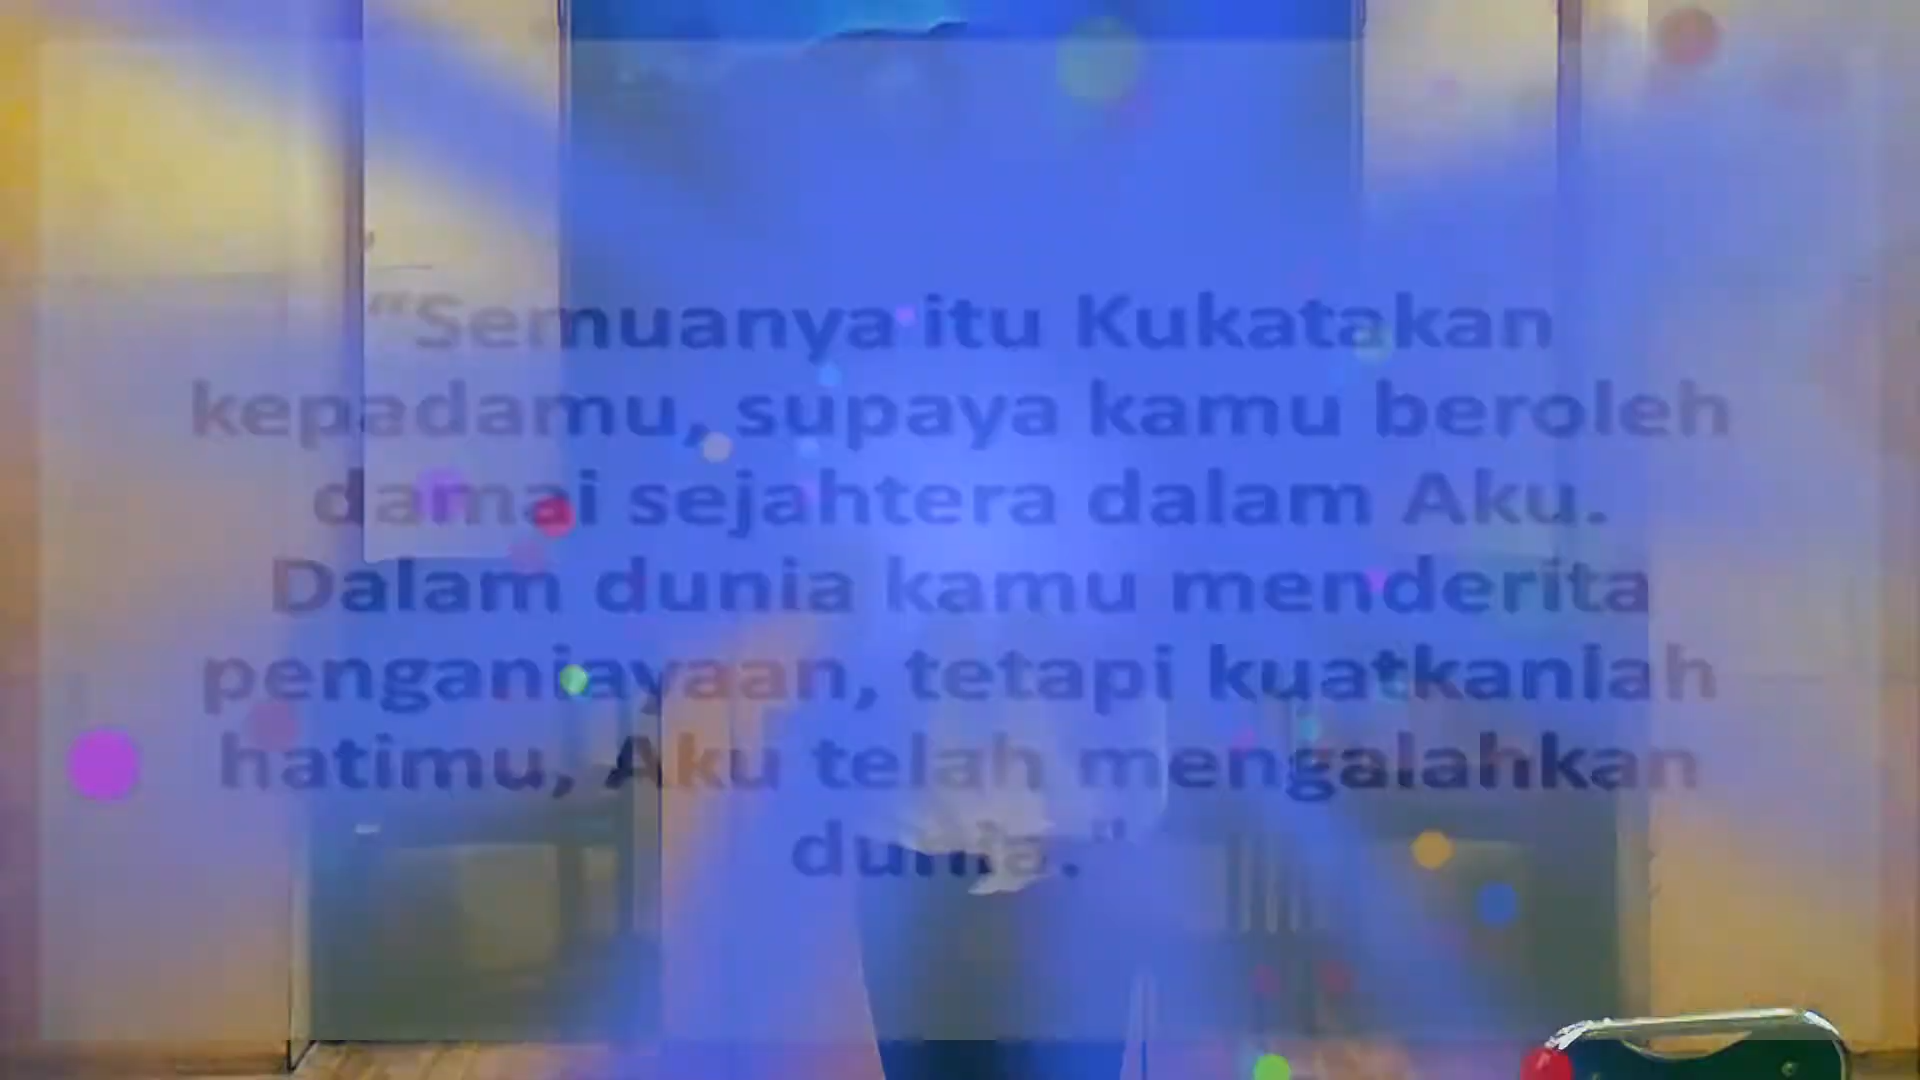 “Semuanya itu Kukatakan
kepadamu, supaya kamu beroleh
damai sejahtera dalam Aku.
Dalam dunia kamu menderita
penganiayaan, tetapi kuatkanlah
hatimu, Aku telah mengalahkan
dunia.”